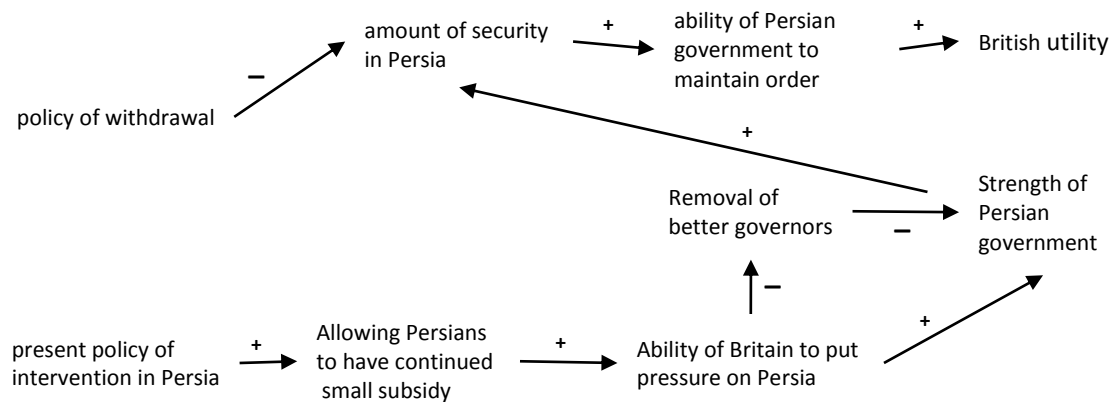 amount of security
in Persia
+
ability of Persian
government to
maintain order
+
British utility
–
policy of withdrawal
+
Removal of
better governors
–
Strength of
Persian
government
–
+
present policy of
intervention in Persia
+
Allowing Persians
to have continued
small subsidy
+
Ability of Britain to put
pressure on Persia